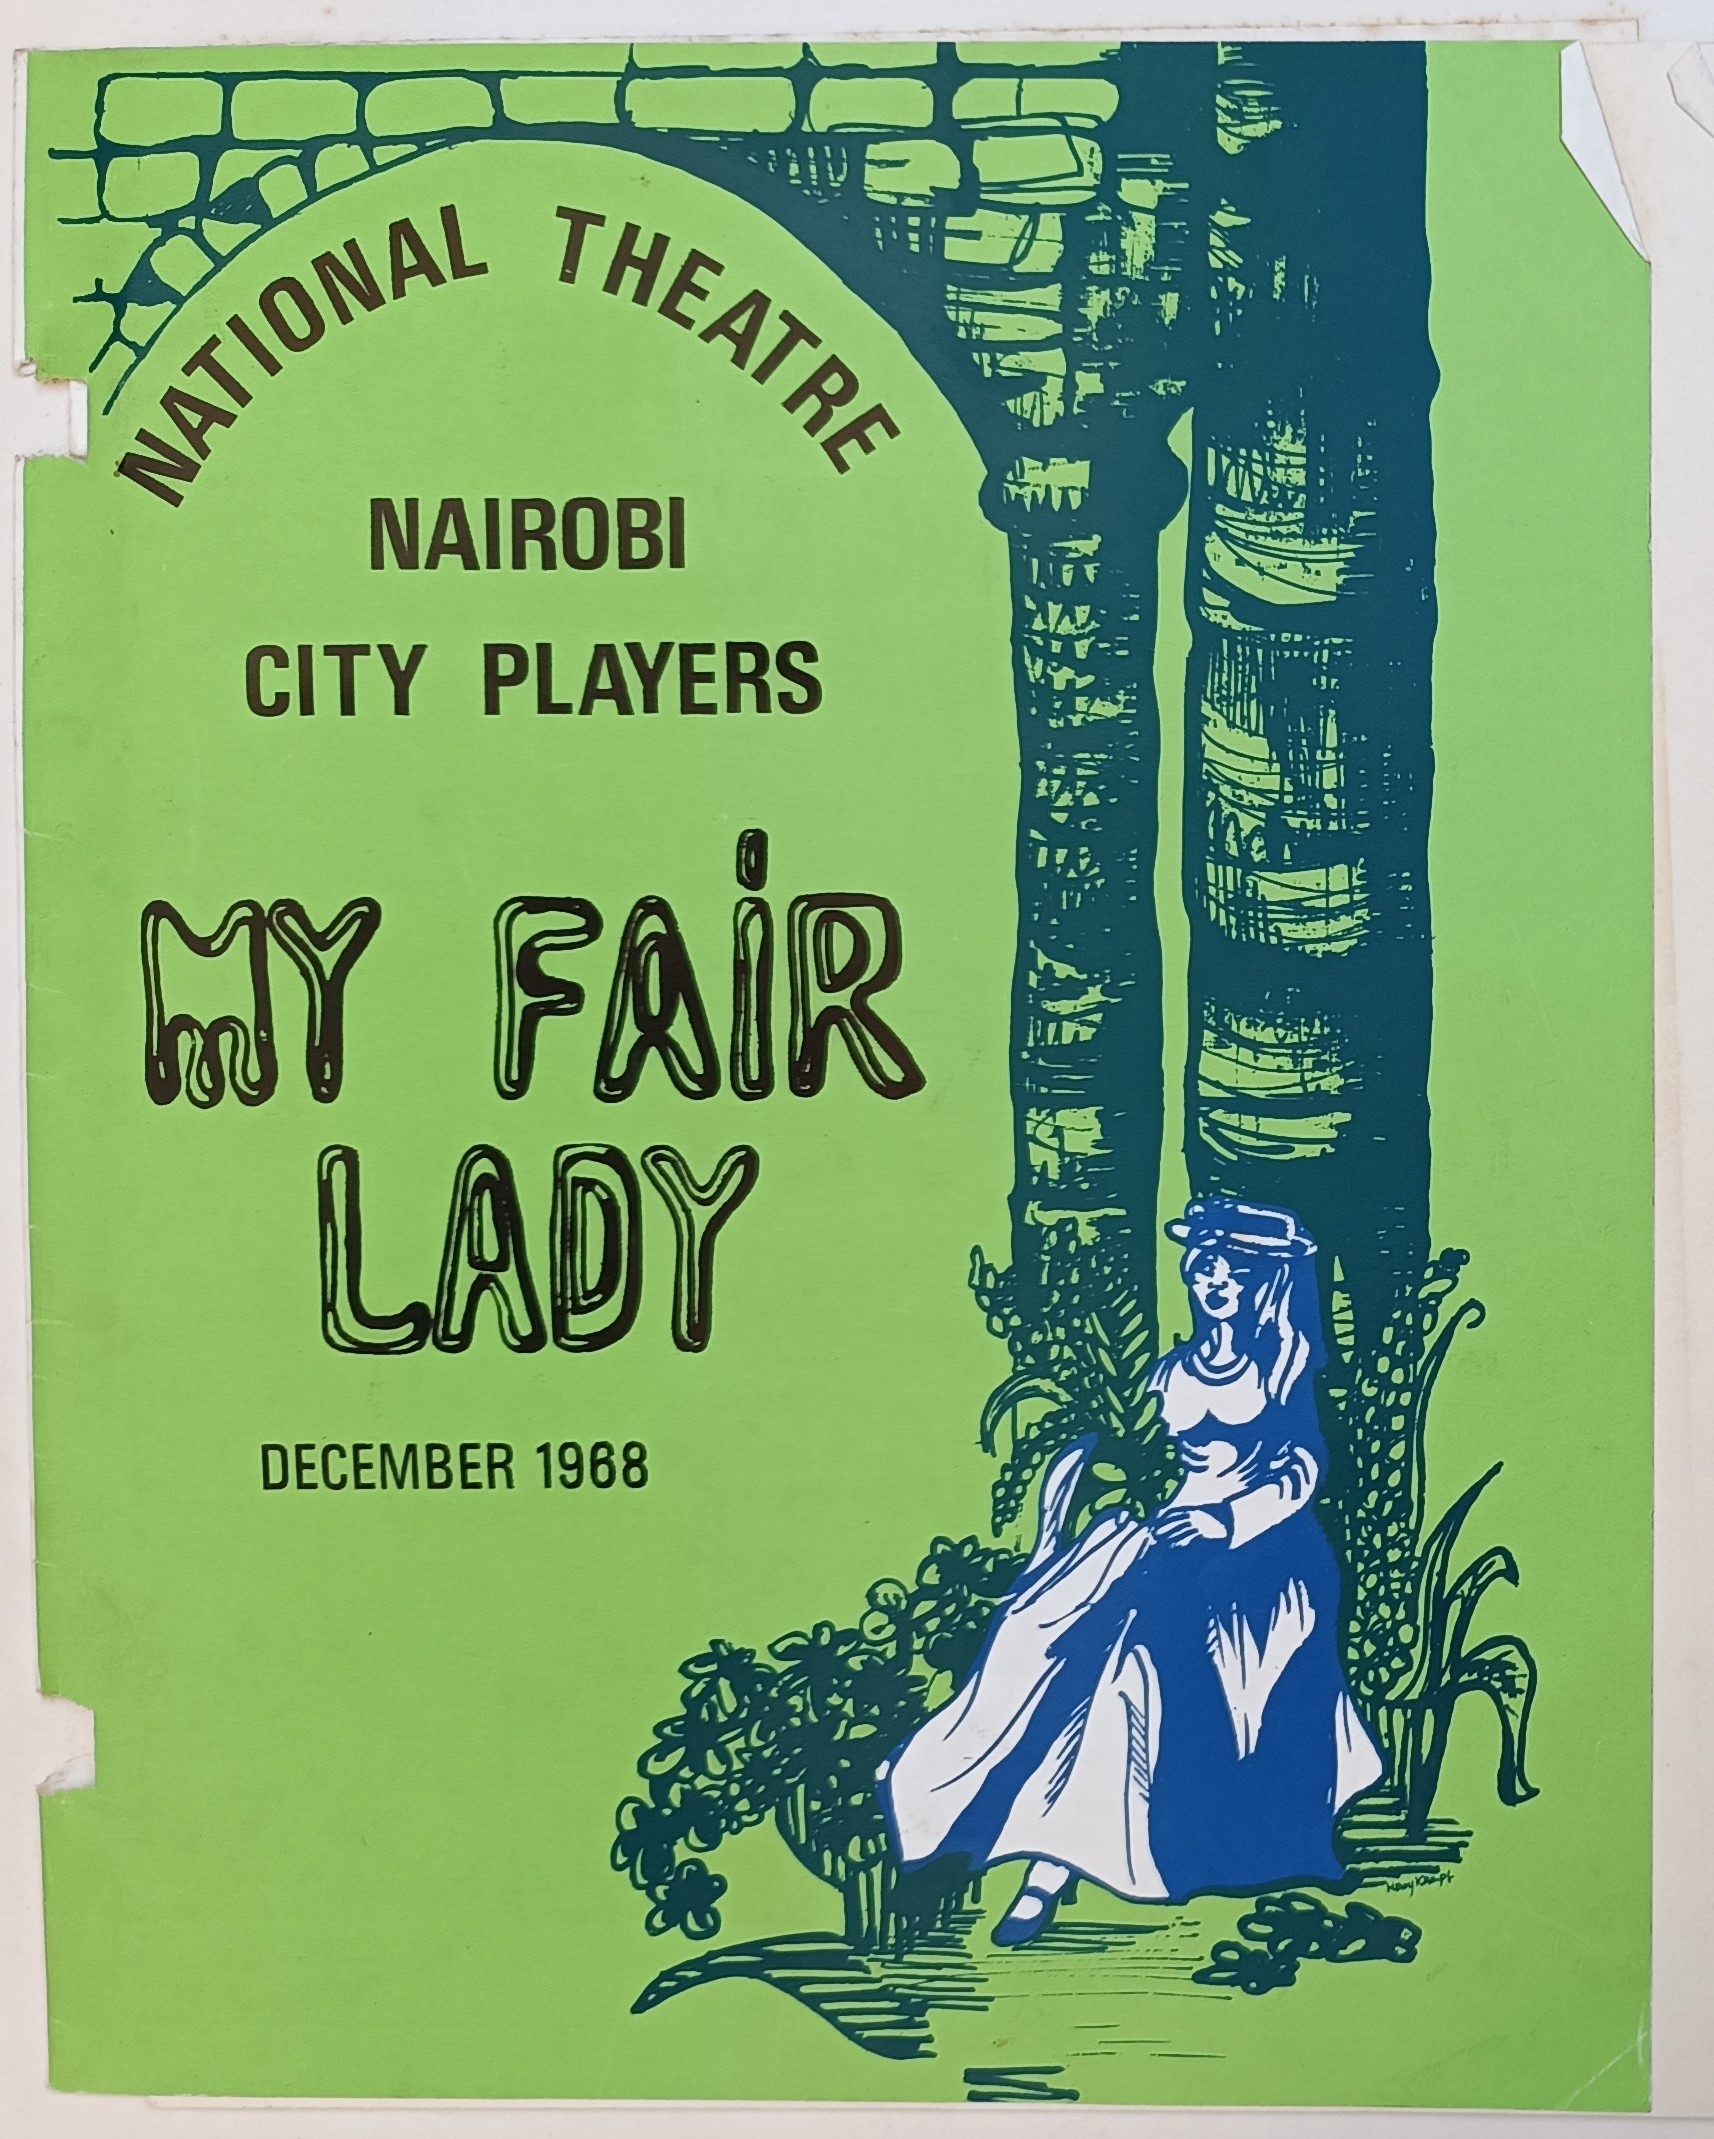 NATIONAL THEATRE
NAIROBI
CITY PLAYERS
MY FAiR
LADY
DECEMBER 1968